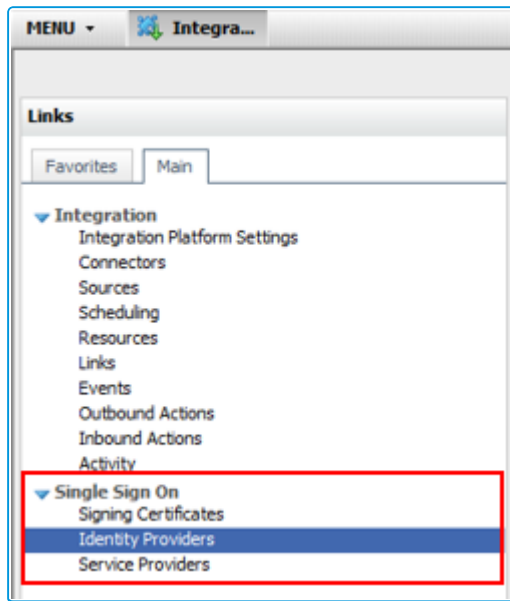 MENU Integra...
Links
Favorites Main
Integration
Integration Platform Settings
Connectors
Sources
Scheduling
Resources
Links
Events
Outbound Actions
Inbound Actions
Activity
Single Sign On
Signing Certificates
Identity Providers
Service Providers